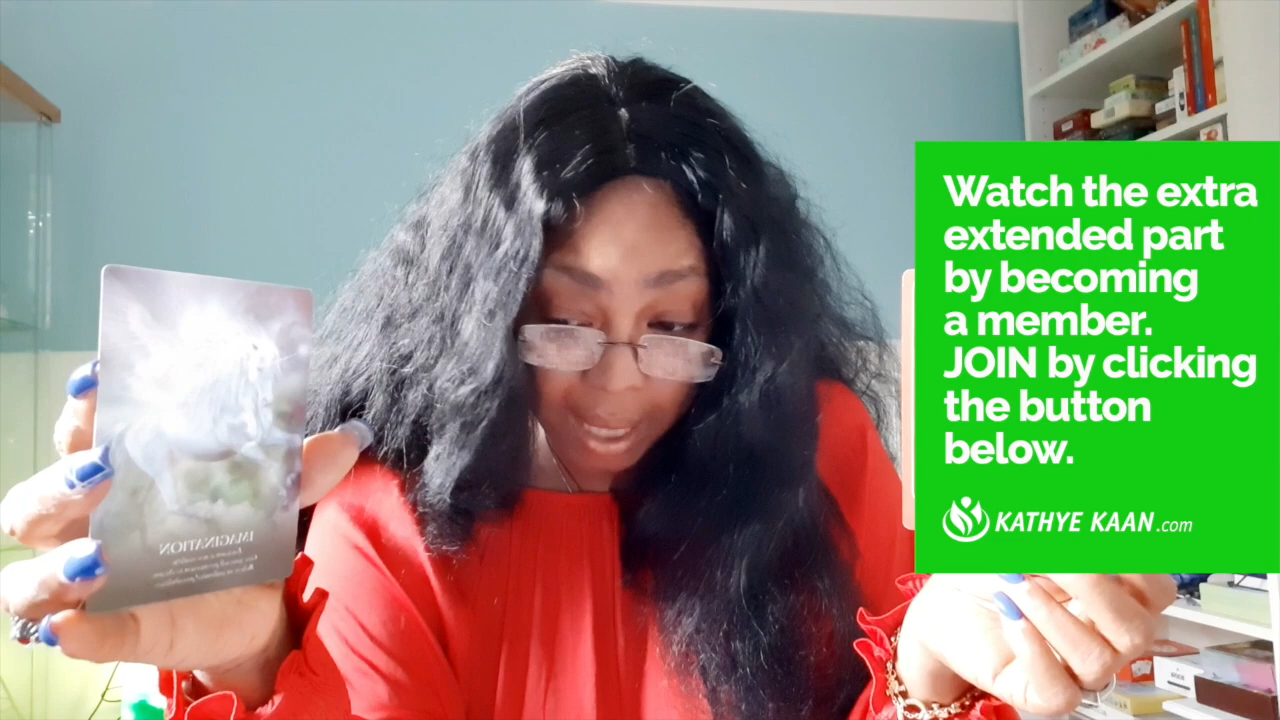 Watch the extra
extended part
by becoming
a member.
JOIN by clicking
the button
below.
KATHYE KAAN.com
IMAGINATION